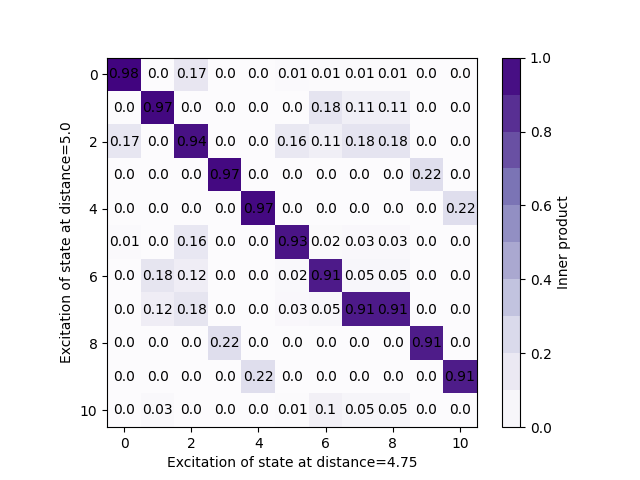 0 0.98 0.0 0.17 0.0 0.0 0.01 0.01 0.01 0.01 0.0 0.0
0.0 0.97 0.0 0.0 0.0 0.0 0.18 0.11 0.11 0.0 0.0
2 0.17 0.0 0.94 0.0 0.0 0.16 0.11 0.18 0.18 0.0 0.0
0.0 0.0 0.0 0.97 0.0 0.0 0.0 0.0 0.0 0.22 0.0
4 0.0 0.0 0.0 0.0 0.97 0.0 0.0 0.0 0.0 0.0 0.22
0.01 0.0 0.16 0.0 0.0 0.93 0.02 0.03 0.03 0.0 0.0
6 0.0 0.18 0.12 0.0 0.0 0.02 0.91 0.05 0.05 0.0 0.0
0.0 0.12 0.18 0.0 0.0 0.03 0.05 0.91 0.91 0.0 0.0
8 0.0 0.0 0.0 0.22 0.0 0.0 0.0 0.0 0.0 0.91 0.0
0.0 0.0 0.0 0.0 0.22 0.0 0.0 0.0 0.0 0.0 0.91
10 0.0 0.03 0.0 0.0 0.0 0.01 0.1 0.05 0.05 0.0 0.0
0 2 4 6 8 10
Excitation of state at distance=4.75
Excitation of state at distance=5.0
1.0
0.8
0.6
0.4
0.2
0.0
Inner product